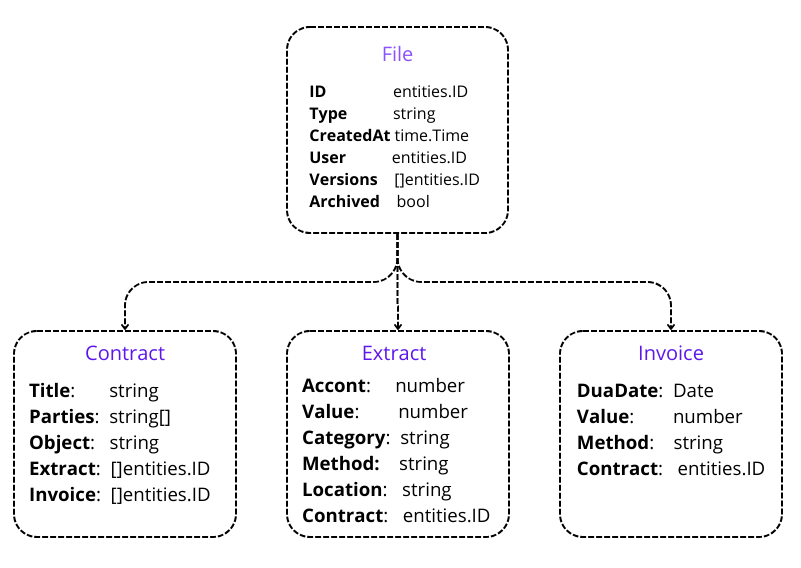 File
ID entities.ID
Type string
CreatedAt time.Time
User entities.ID
Versions []entities.ID
Archived bool
Contract
Title: string
Parties: string[]
Object: string
Extract: []entities.ID
Invoice: []entities.ID
Extract
Accont: number
Value: number
Category: string
Method: string
Location: string
Contract: entities.ID
Invoice
DuaDate: Date
Value: number
Method: string
Contract: entities.ID